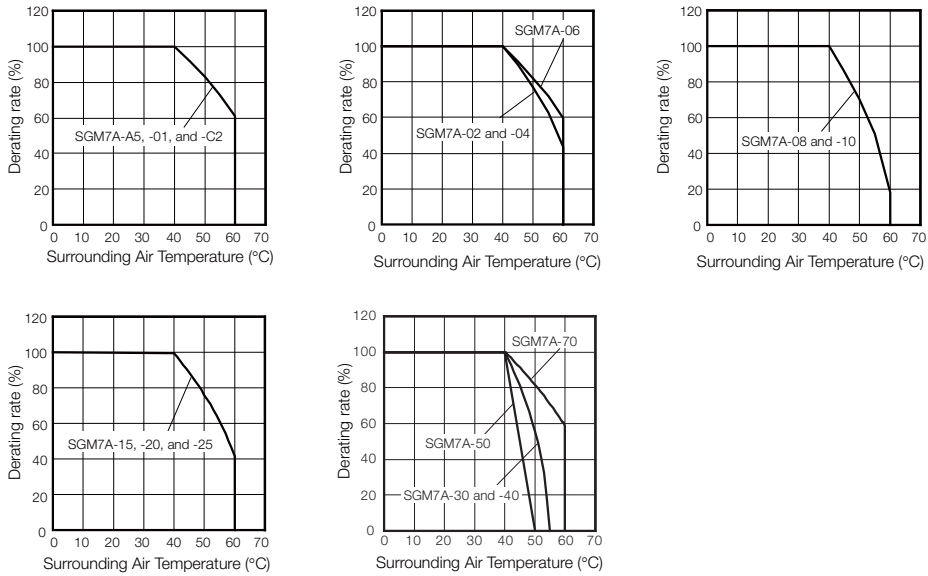 120
100
80
60
40
20
0
Derating rate (%)
SGM7A-A5, -01, and -C2
0 10 20 30 40 50 60 70
Surrounding Air Temperature (°C)
120
100
80
60
40
20
0
Derating rate (%)
SGM7A-06
SGM7A-02 and -04
0 10 20 30 40 50 60 70
Surrounding Air Temperature (°C)
120
100
80
60
40
20
0
Derating rate (%)
SGM7A-08 and -10
0 10 20 30 40 50 60 70
Surrounding Air Temperature (°C)
120
100
80
60
40
20
0
Derating rate (%)
SGM7A-15, -20, and -25
0 10 20 30 40 50 60 70
Surrounding Air Temperature (°C)
120
100
80
60
40
20
0
Derating rate (%)
SGM7A-70
SGM7A-50
SGM7A-30 and -40
0 10 20 30 40 50 60 70
Surrounding Air Temperature (°C)